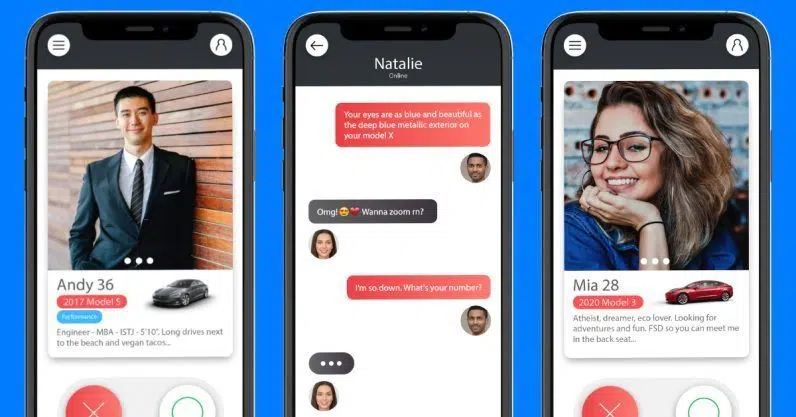 Andy 36
2017 Model S
Performance
Engineer - MBA - ISTJ - 5'10". Long drives next
to the beach and vegan tacos...
Natalie
Online
Your eyes are as blue and beautiful as
the deep blue metallic exterior on
your model X
Omg! 😍❤️ Wanna zoom rn?
I'm so down. What's your number?
Mia 28
2020 Model 3
Atheist, dreamer, eco lover. Looking for
adventures and fun. FSD so you can meet me
in the back seat...